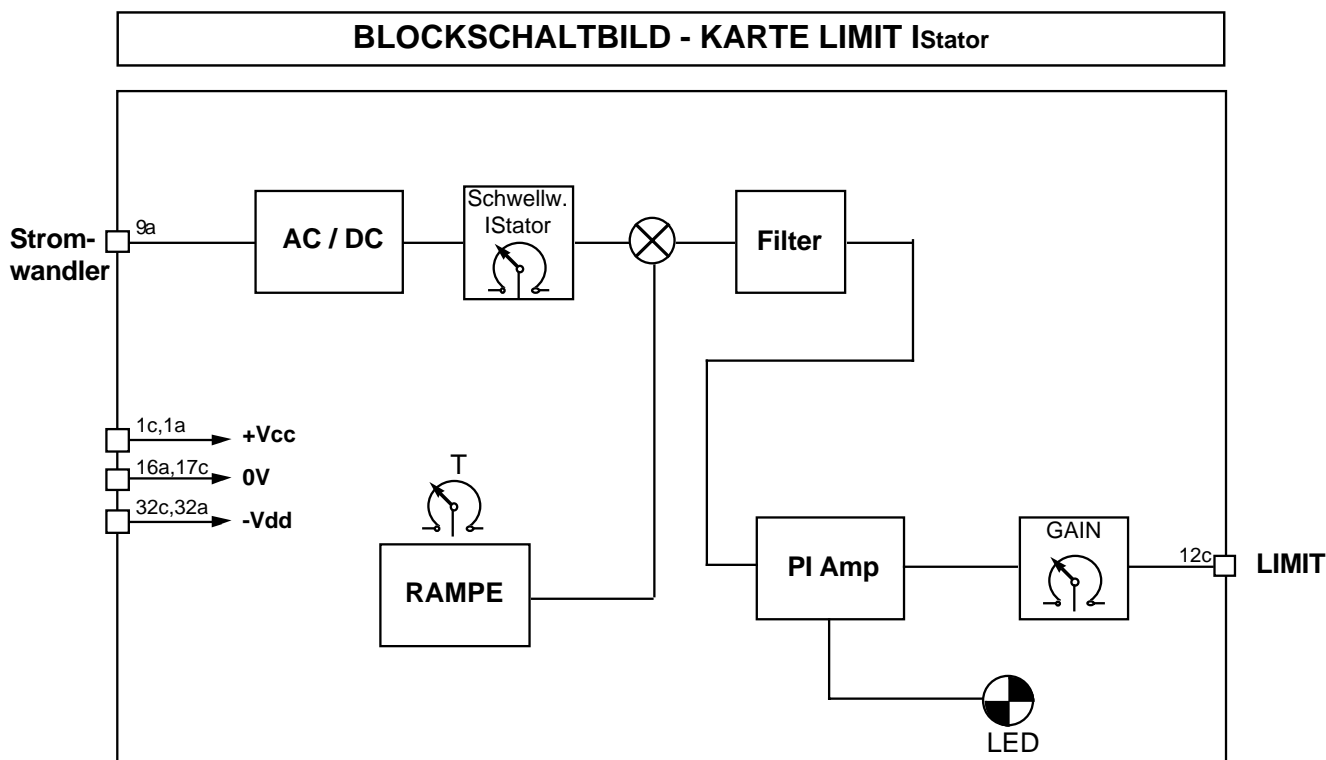 BLOCKSCHALTBILD - KARTE LIMIT IStator
Strom-
wandler
9a
AC / DC
Schwellw.
IStator
Filter
1c,1a
+Vcc
16a,17c
0V
32c,32a
-Vdd
T
RAMPE
PI Amp
GAIN
12c
LIMIT
LED